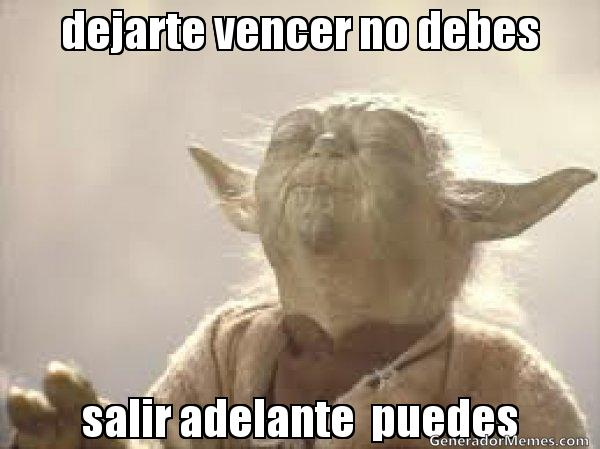 dejarte vencer no debes
salir adelante puedes
GeneradorMemes.com